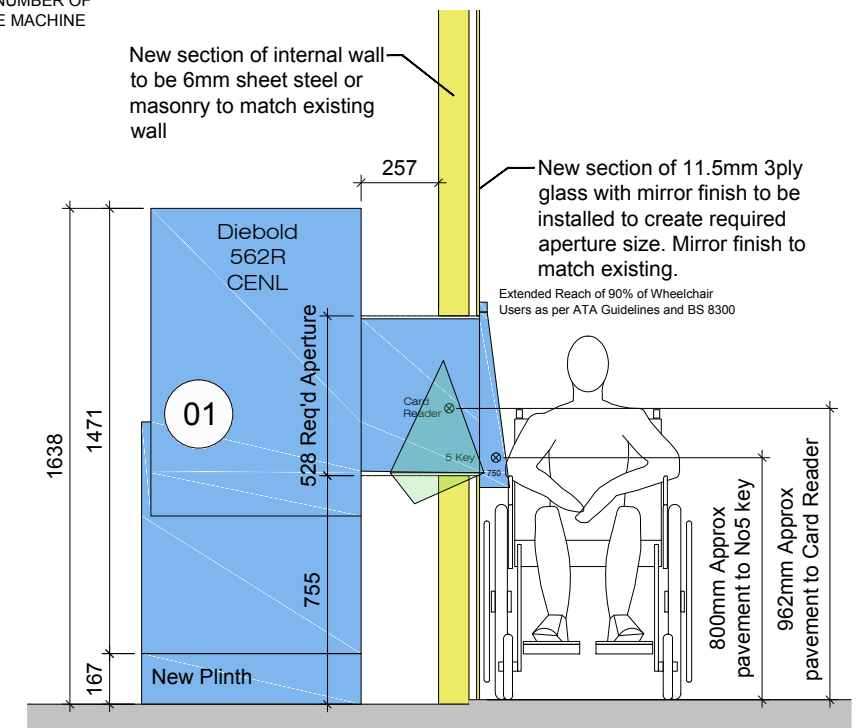 NUMBER OF
E MACHINE
New section of internal wall
to be 6mm sheet steel or
masonry to match existing
wall
257
New section of 11.5mm 3ply
glass with mirror finish to be
installed to create required
aperture size. Mirror finish to
match existing.
Extended Reach of 90% of Wheelchair
Users as per ATA Guidelines and BS 8300
Diebold
562R
CENL
01
528 Req'd Aperture
Card
Reader
5 Key
750
1638
1471
755
167
New Plinth
800mm Approx
pavement to No5 key
962mm Approx
pavement to Card Reader